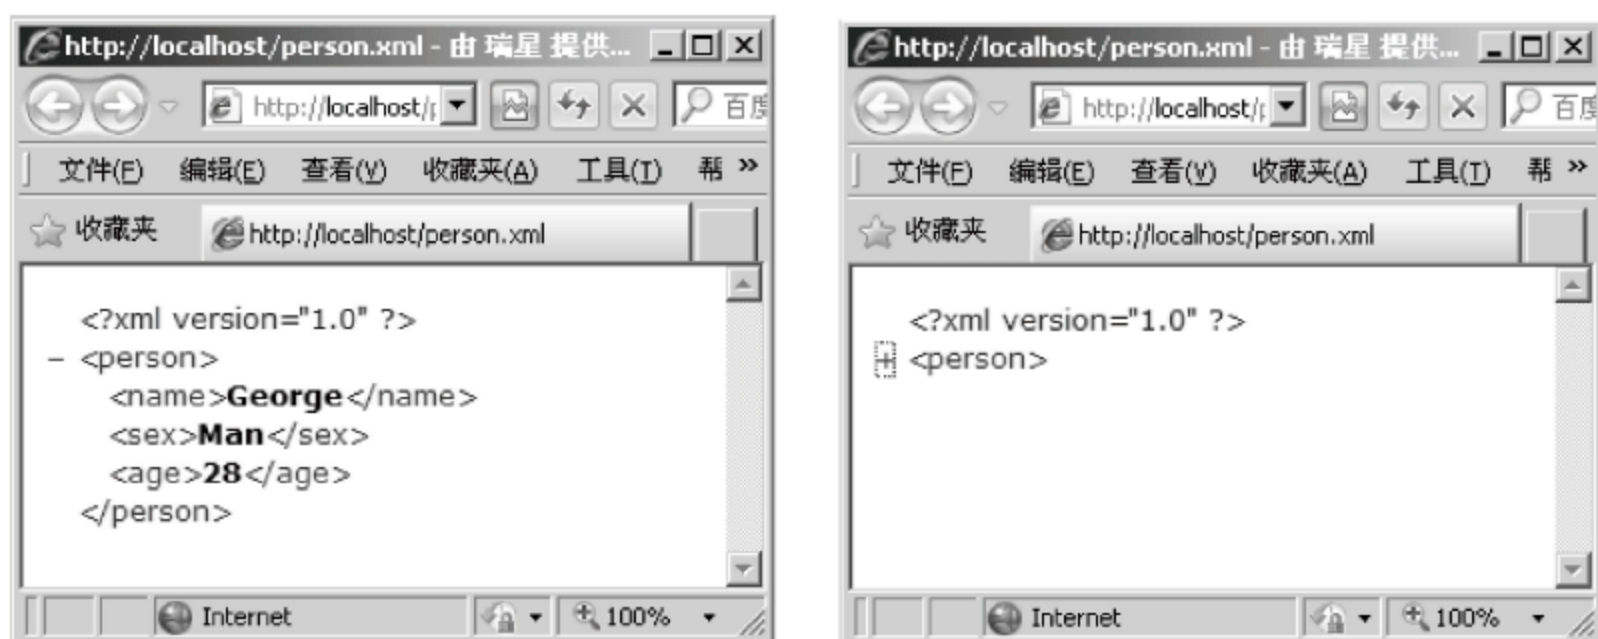 http://localhost/person.xml - 由 瑞星 提供...
http://localhost/
百度
文件(F) 编辑(E) 查看(V) 收藏夹(A) 工具(T) 帮 »
收藏夹 http://localhost/person.xml
<?xml version="1.0" ?>
– <person>
<name>George</name>
<sex>Man</sex>
<age>28</age>
</person>
Internet 100%
http://localhost/person.xml - 由 瑞星 提供...
http://localhost/
百度
文件(F) 编辑(E) 查看(V) 收藏夹(A) 工具(T) 帮 »
收藏夹 http://localhost/person.xml
<?xml version="1.0" ?>
+ <person>
Internet 100%